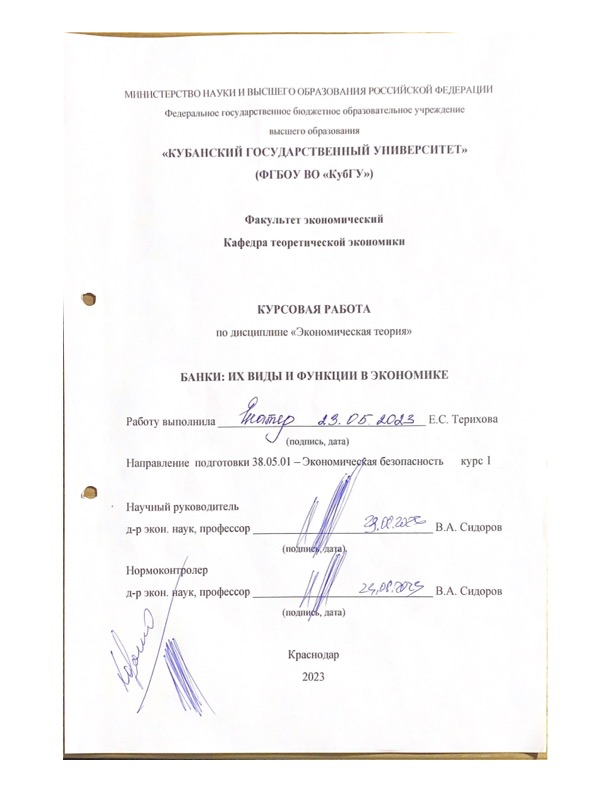 МИНИСТЕРСТВО НАУКИ И ВЫСШЕГО ОБРАЗОВАНИЯ РОССИЙСКОЙ ФЕДЕРАЦИИ
Федеральное государственное бюджетное образовательное учреждение
высшего образования
«КУБАНСКИЙ ГОСУДАРСТВЕННЫЙ УНИВЕРСИТЕТ»
(ФГБОУ ВО «КубГУ»)
Факультет экономический
Кафедра теоретической экономики
КУРСОВАЯ РАБОТА
по дисциплине «Экономическая теория»
БАНКИ: ИХ ВИДЫ И ФУНКЦИИ В ЭКОНОМИКЕ
Работу выполнила 29.05 2023 Е.С. Терихова
(подпись, дата)
Направление подготовки 38.05.01 – Экономическая безопасность курс 1
Научный руководитель
д-р экон. наук, профессор В.А. Сидоров
(подпись, дата)
Нормоконтролер
д-р экон. наук, профессор В.А. Сидоров
(подпись, дата)
Краснодар
2023